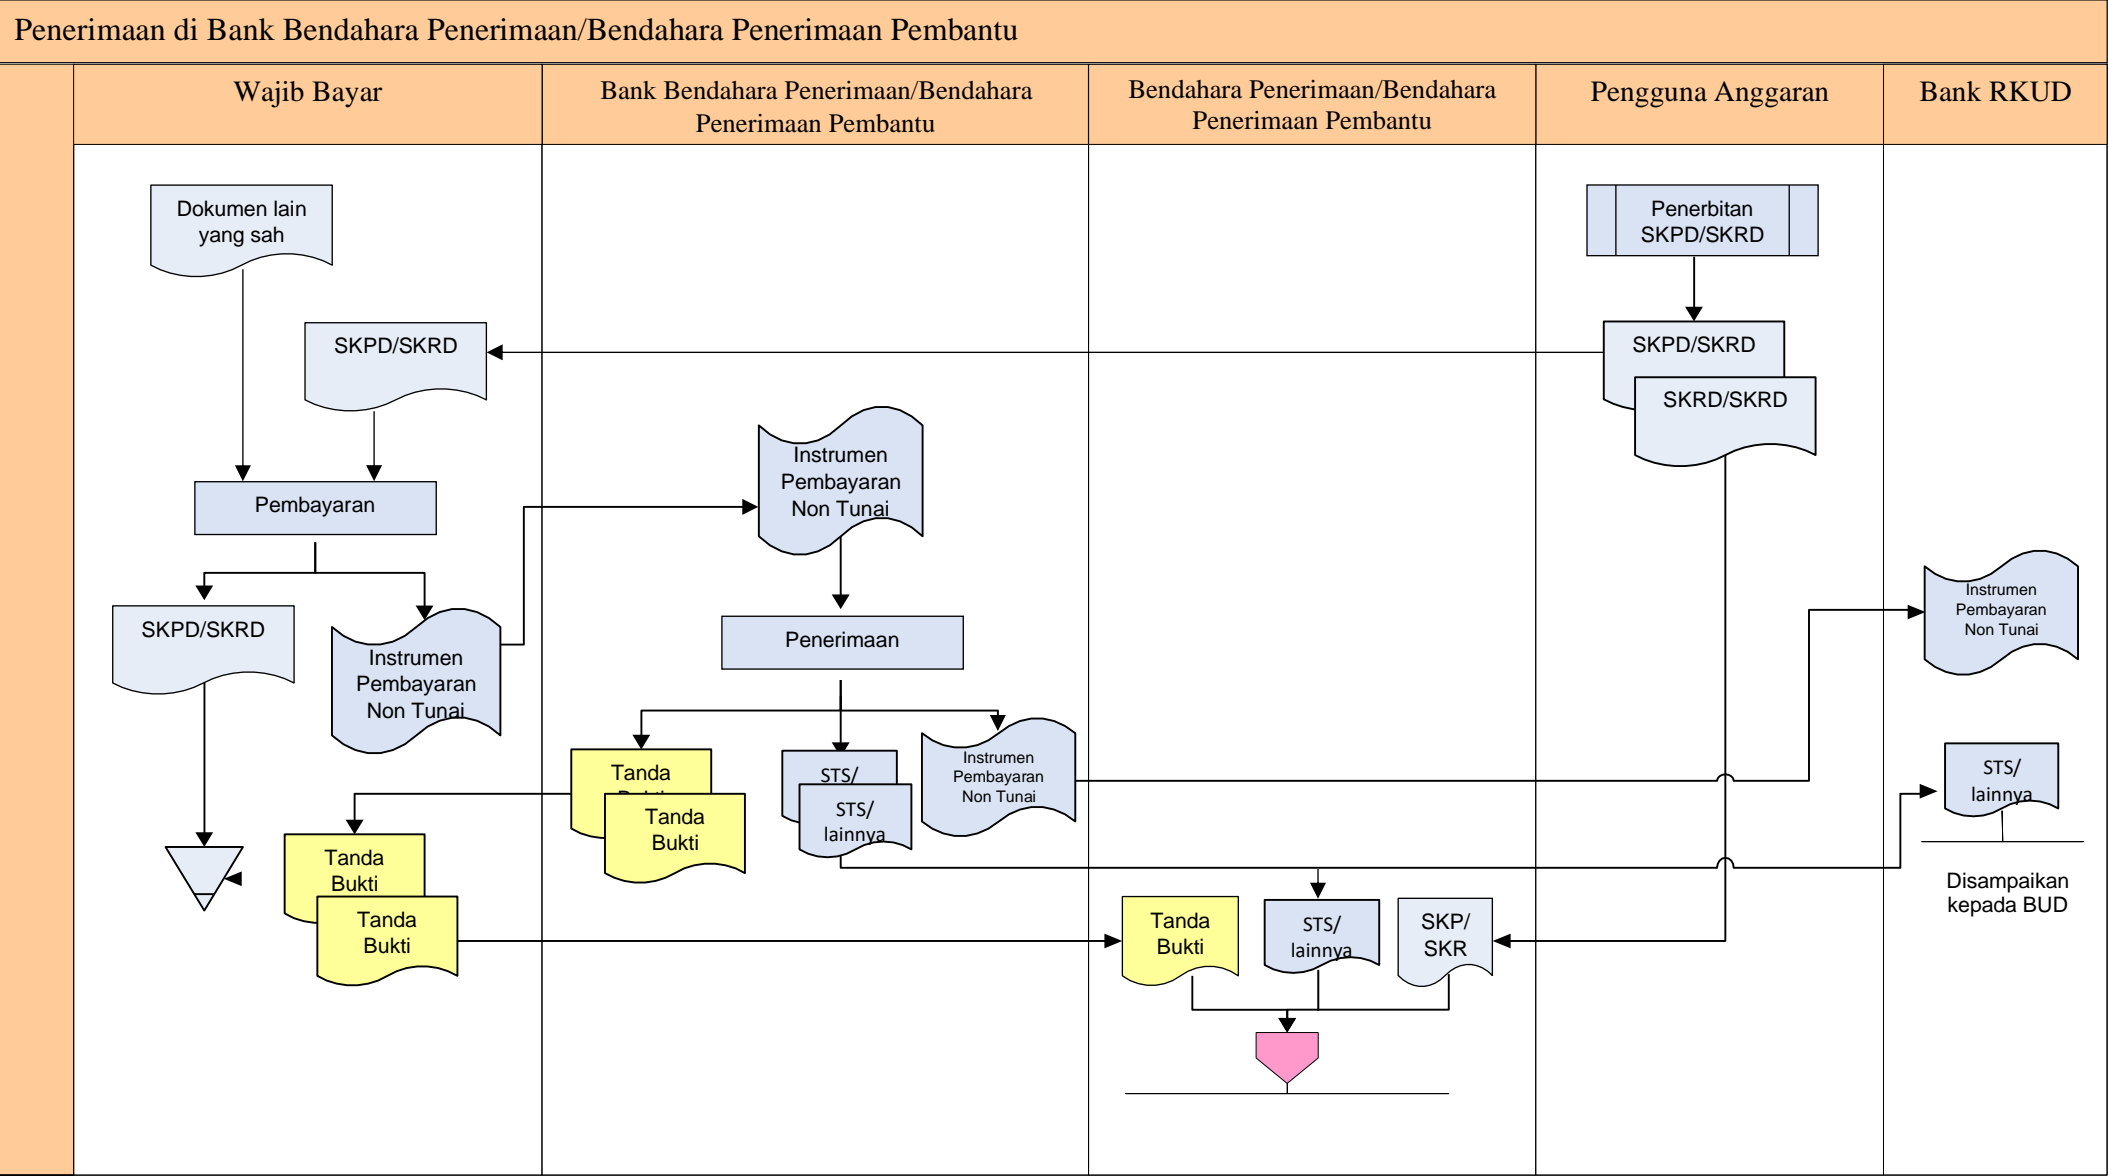 Penerimaan di Bank Bendahara Penerimaan/Bendahara Penerimaan Pembantu
Wajib Bayar
Bank Bendahara Penerimaan/Bendahara
Penerimaan Pembantu
Bendahara Penerimaan/Bendahara
Penerimaan Pembantu
Pengguna Anggaran
Bank RKUD
Dokumen lain
yang sah
Penerbitan
SKPD/SKRD
SKPD/SKRD
SKPD/SKRD
SKRD/SKRD
Instrumen
Pembayaran
Non Tunai
Pembayaran
Instrumen
Pembayaran
Non Tunai
SKPD/SKRD
Penerimaan
Instrumen
Pembayaran
Non Tunai
Tanda
Bukti
STS/
Instrumen
Pembayaran
Non Tunai
STS/
lainnya
Tanda
Bukti
STS/
lainnya
Tanda
Bukti
Disampaikan
kepada BUD
Tanda
Bukti
Tanda
Bukti
STS/
lainnya
SKP/
SKR